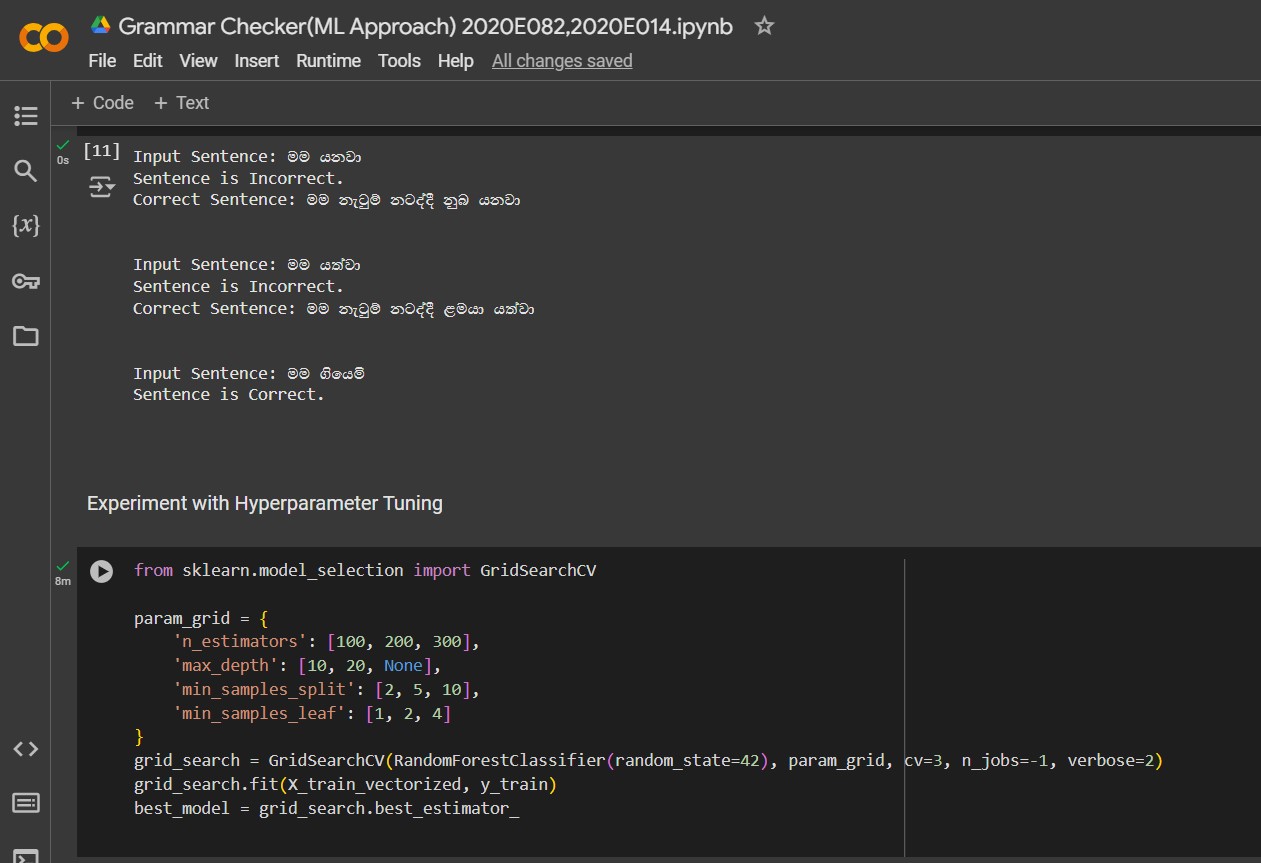 Grammar Checker(ML Approach) 2020E082,2020E014.ipynb
File Edit View Insert Runtime Tools Help All changes saved
+ Code + Text
0s
[11]
Input Sentence: මම යනවා
Sentence is Incorrect.
Correct Sentence: මම නැටුම් නටද්දී නුඹ යනවා
Input Sentence: මම යත්වා
Sentence is Incorrect.
Correct Sentence: මම නැටුම් නටද්දී ළමයා යත්වා
Input Sentence: මම ගියෙමි
Sentence is Correct.
Experiment with Hyperparameter Tuning
8m
from sklearn.model_selection import GridSearchCV
param_grid = {
'n_estimators': [100, 200, 300],
'max_depth': [10, 20, None],
'min_samples_split': [2, 5, 10],
'min_samples_leaf': [1, 2, 4]
}
grid_search = GridSearchCV(RandomForestClassifier(random_state=42), param_grid, cv=3, n_jobs=-1, verbose=2)
grid_search.fit(X_train_vectorized, y_train)
best_model = grid_search.best_estimator_